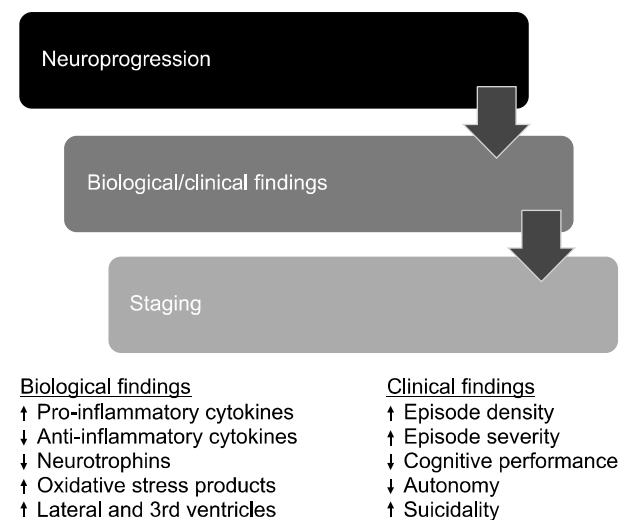 Neuroprogression
Biological/clinical findings
Staging
Biological findings
↑ Pro-inflammatory cytokines
↓ Anti-inflammatory cytokines
↓ Neurotrophins
↑ Oxidative stress products
↑ Lateral and 3rd ventricles
Clinical findings
↑ Episode density
↑ Episode severity
↓ Cognitive performance
↓ Autonomy
↑ Suicidality